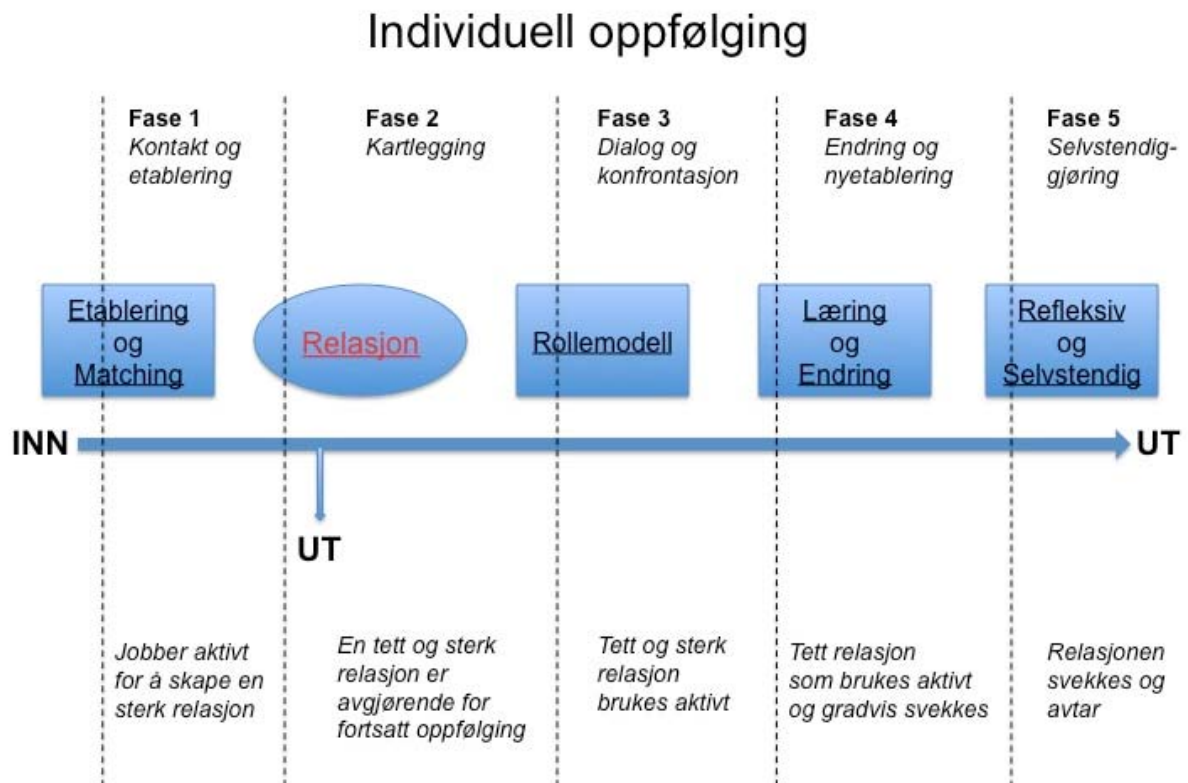 Individuell oppfølging
Fase 1
Kontakt og
etablering
Fase 2
Kartlegging
Fase 3
Dialog og
konfrontasjon
Fase 4
Endring og
nyetablering
Fase 5
Selvstendig-
gjøring
Etablering
og
Matching
Relasjon
Rollemodell
Læring
og
Endring
Refleksiv
og
Selvstendig
INN
UT
UT
Jobber aktivt
for å skape en
sterk relasjon
En tett og sterk
relasjon er
avgjørende for
fortsatt oppfølging
Tett og sterk
relasjon
brukes aktivt
Tett relasjon
som brukes aktivt
og gradvis svekkes
Relasjonen
svekkes og
avtar